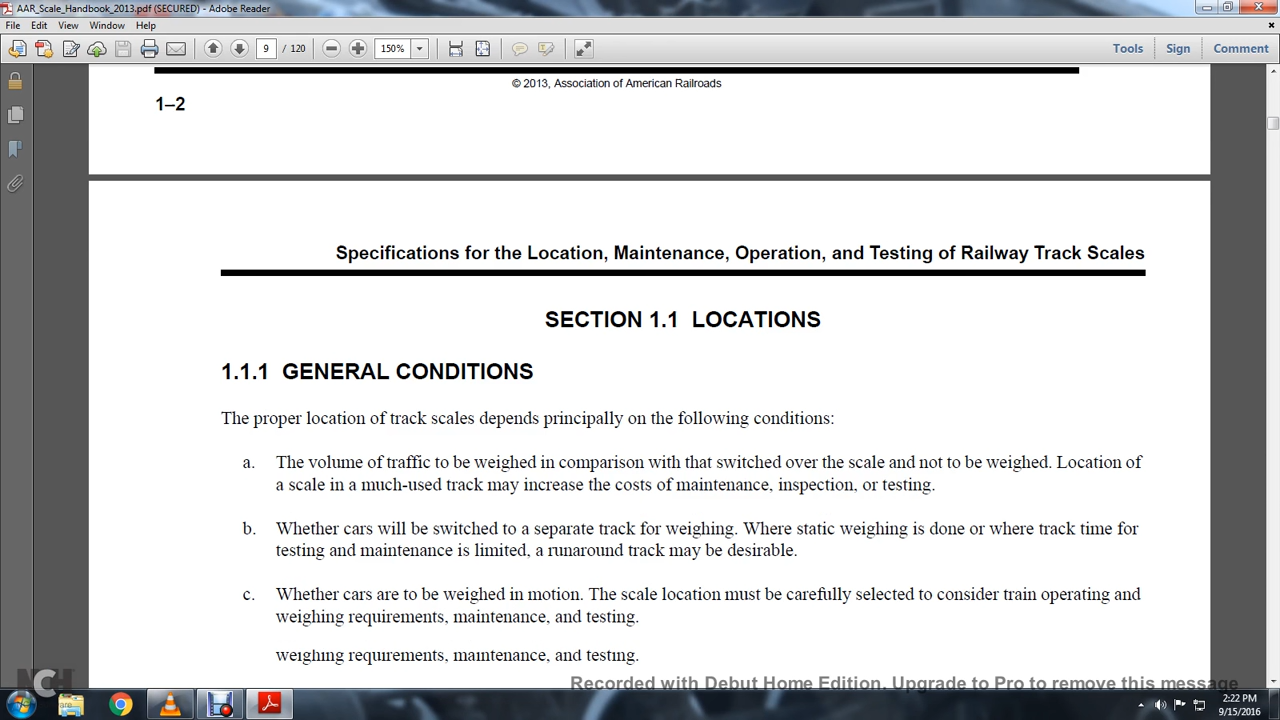 AAR_Scale_Handbook_2013.pdf (SECURED) - Adobe Reader
File Edit View Window Help
9 / 120 150% Tools Sign Comment
© 2013, Association of American Railroads
1–2
Specifications for the Location, Maintenance, Operation, and Testing of Railway Track Scales
SECTION 1.1 LOCATIONS
1.1.1 GENERAL CONDITIONS
The proper location of track scales depends principally on the following conditions:
a. The volume of traffic to be weighed in comparison with that switched over the scale and not to be weighed. Location of
a scale in a much-used track may increase the costs of maintenance, inspection, or testing.
b. Whether cars will be switched to a separate track for weighing. Where static weighing is done or where track time for
testing and maintenance is limited, a runaround track may be desirable.
c. Whether cars are to be weighed in motion. The scale location must be carefully selected to consider train operating and
weighing requirements, maintenance, and testing.
weighing requirements, maintenance, and testing.
Recorded with Debut Home Edition. Upgrade to Pro to remove this message
NCH
2:22 PM
9/15/2016